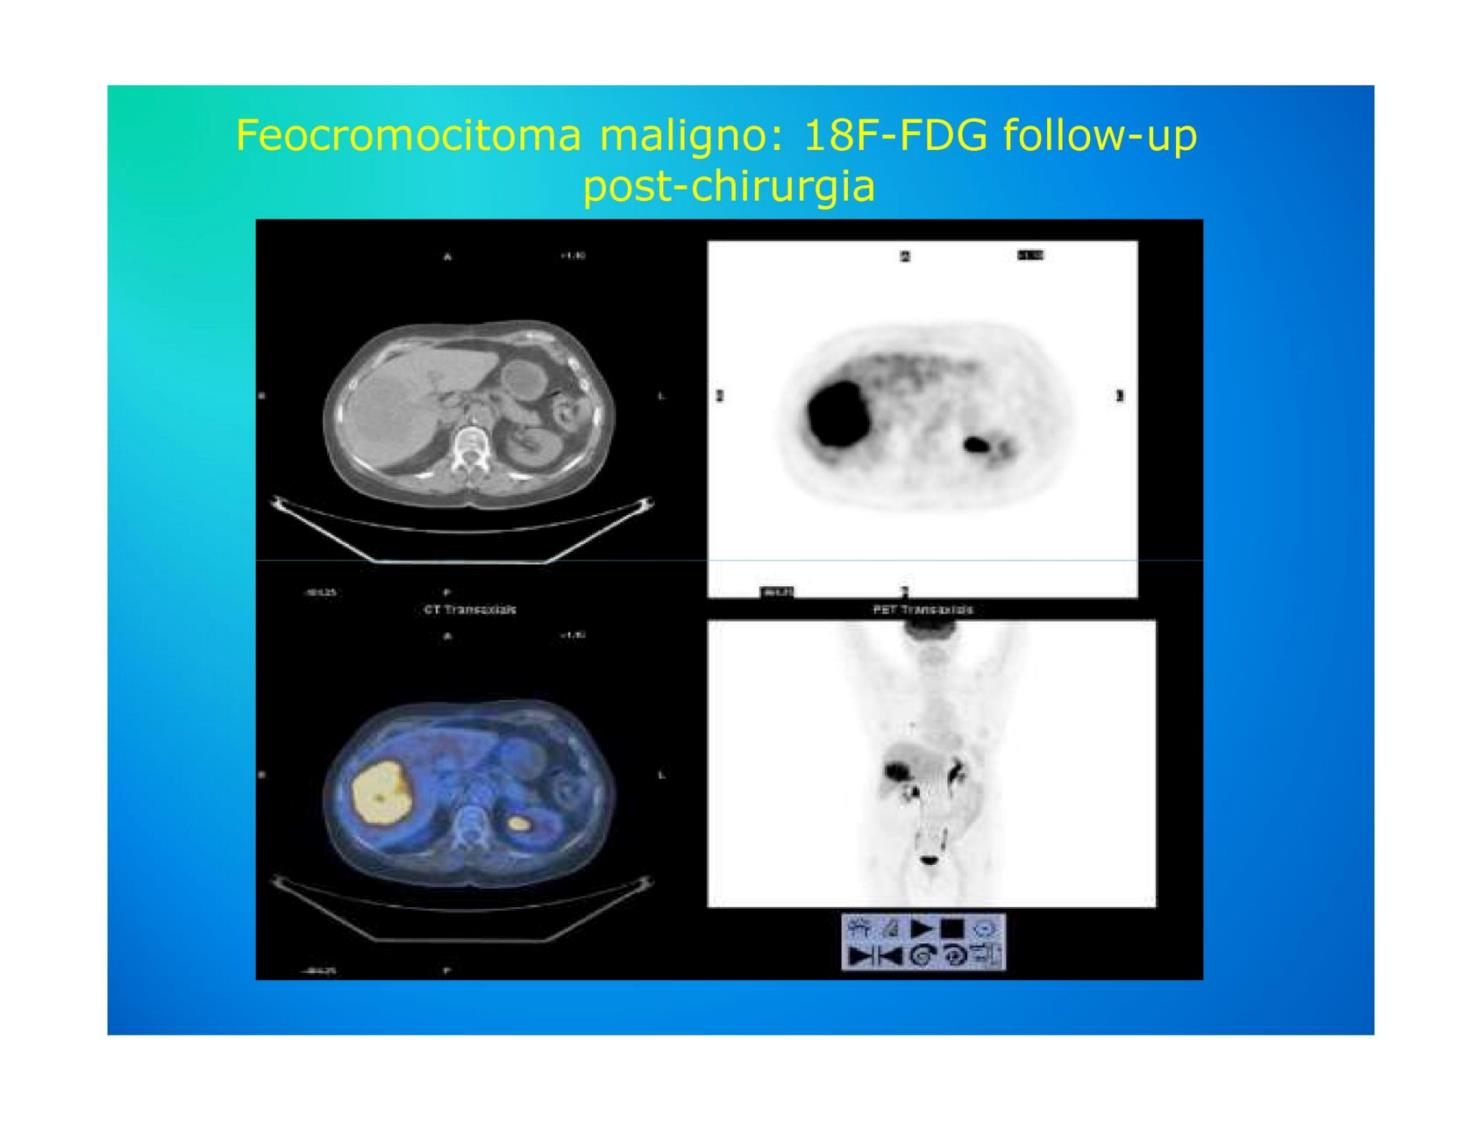 Feocromocitoma maligno: 18F-FDG follow-up
post-chirurgia
A
A
R
L
P
CT Transaxials
PET Transaxials
A
R
L
P